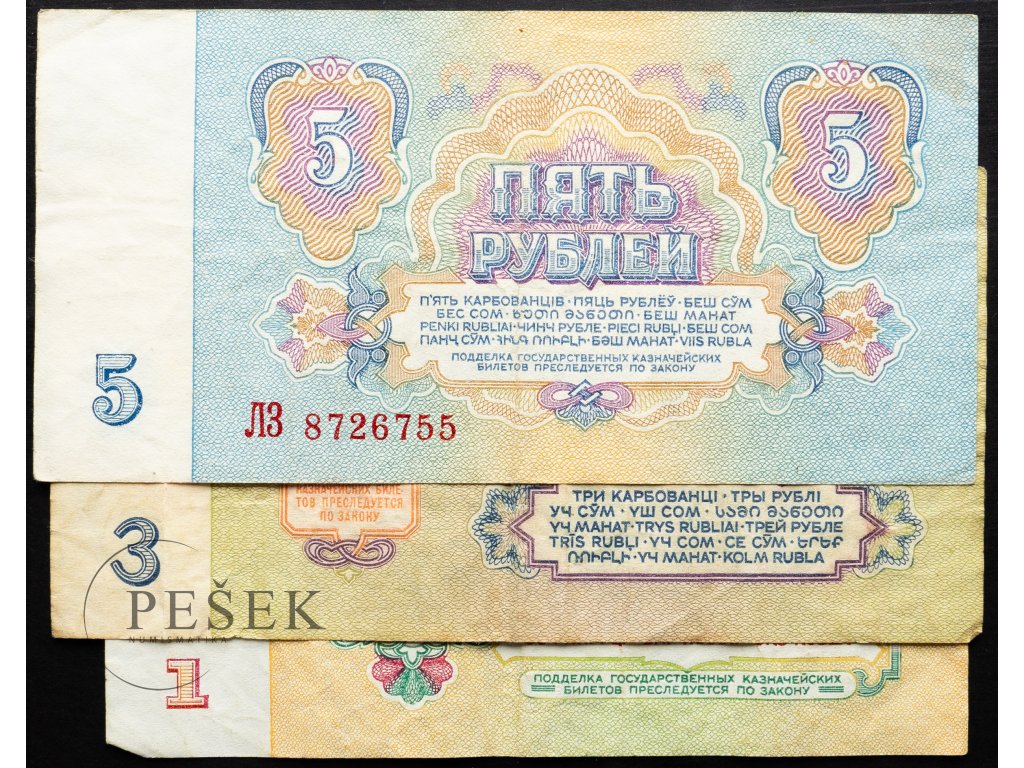 5 5
ПЯТЬ
РУБЛЕЙ
П'ЯТЬ КАРБОВАНЦІВ · ПЯЦЬ РУБЛЁЎ · БЕШ СЎМ
БЕС СОМ · ხუთი მანეთი · БЕШ МАНАТ
PENKI RUBLIAI · ЧИНЧ РУБЛЕ · PIECI RUBĻI · БЕШ СОМ
ПАНҶ СӮМ · ՀԻՆԳ ՌՈՒԲԼԻ · БӘШ МАНАТ · VIIS RUBLA
ПОДДЕЛКА ГОСУДАРСТВЕННЫХ КАЗНАЧЕЙСКИХ
БИЛЕТОВ ПРЕСЛЕДУЕТСЯ ПО ЗАКОНУ
5
ЛЗ 8726755
КАЗНАЧЕЙСКИХ БИЛЕ-
ТОВ ПРЕСЛЕДУЕТСЯ
ПО ЗАКОНУ
ТРИ КАРБОВАНЦІ · ТРЫ РУБЛІ
УЧ СЎМ · ҮШ СОМ · სამი მანეთი
ҮЧ МАНАТ · TRYS RUBLIAI · ТРЕЙ РУБЛЕ
TRĪS RUBĻI · ҮЧ СОМ · СЕ СӮМ · ԵՐԵՔ
ՌՈՒԲԼԻ · ҮЧ МАНАТ · KOLM RUBLA
3
PEŠEK
NUMISMATIKA
1
ПОДДЕЛКА ГОСУДАРСТВЕННЫХ КАЗНАЧЕЙСКИХ
БИЛЕТОВ ПРЕСЛЕДУЕТСЯ ПО ЗАКОНУ